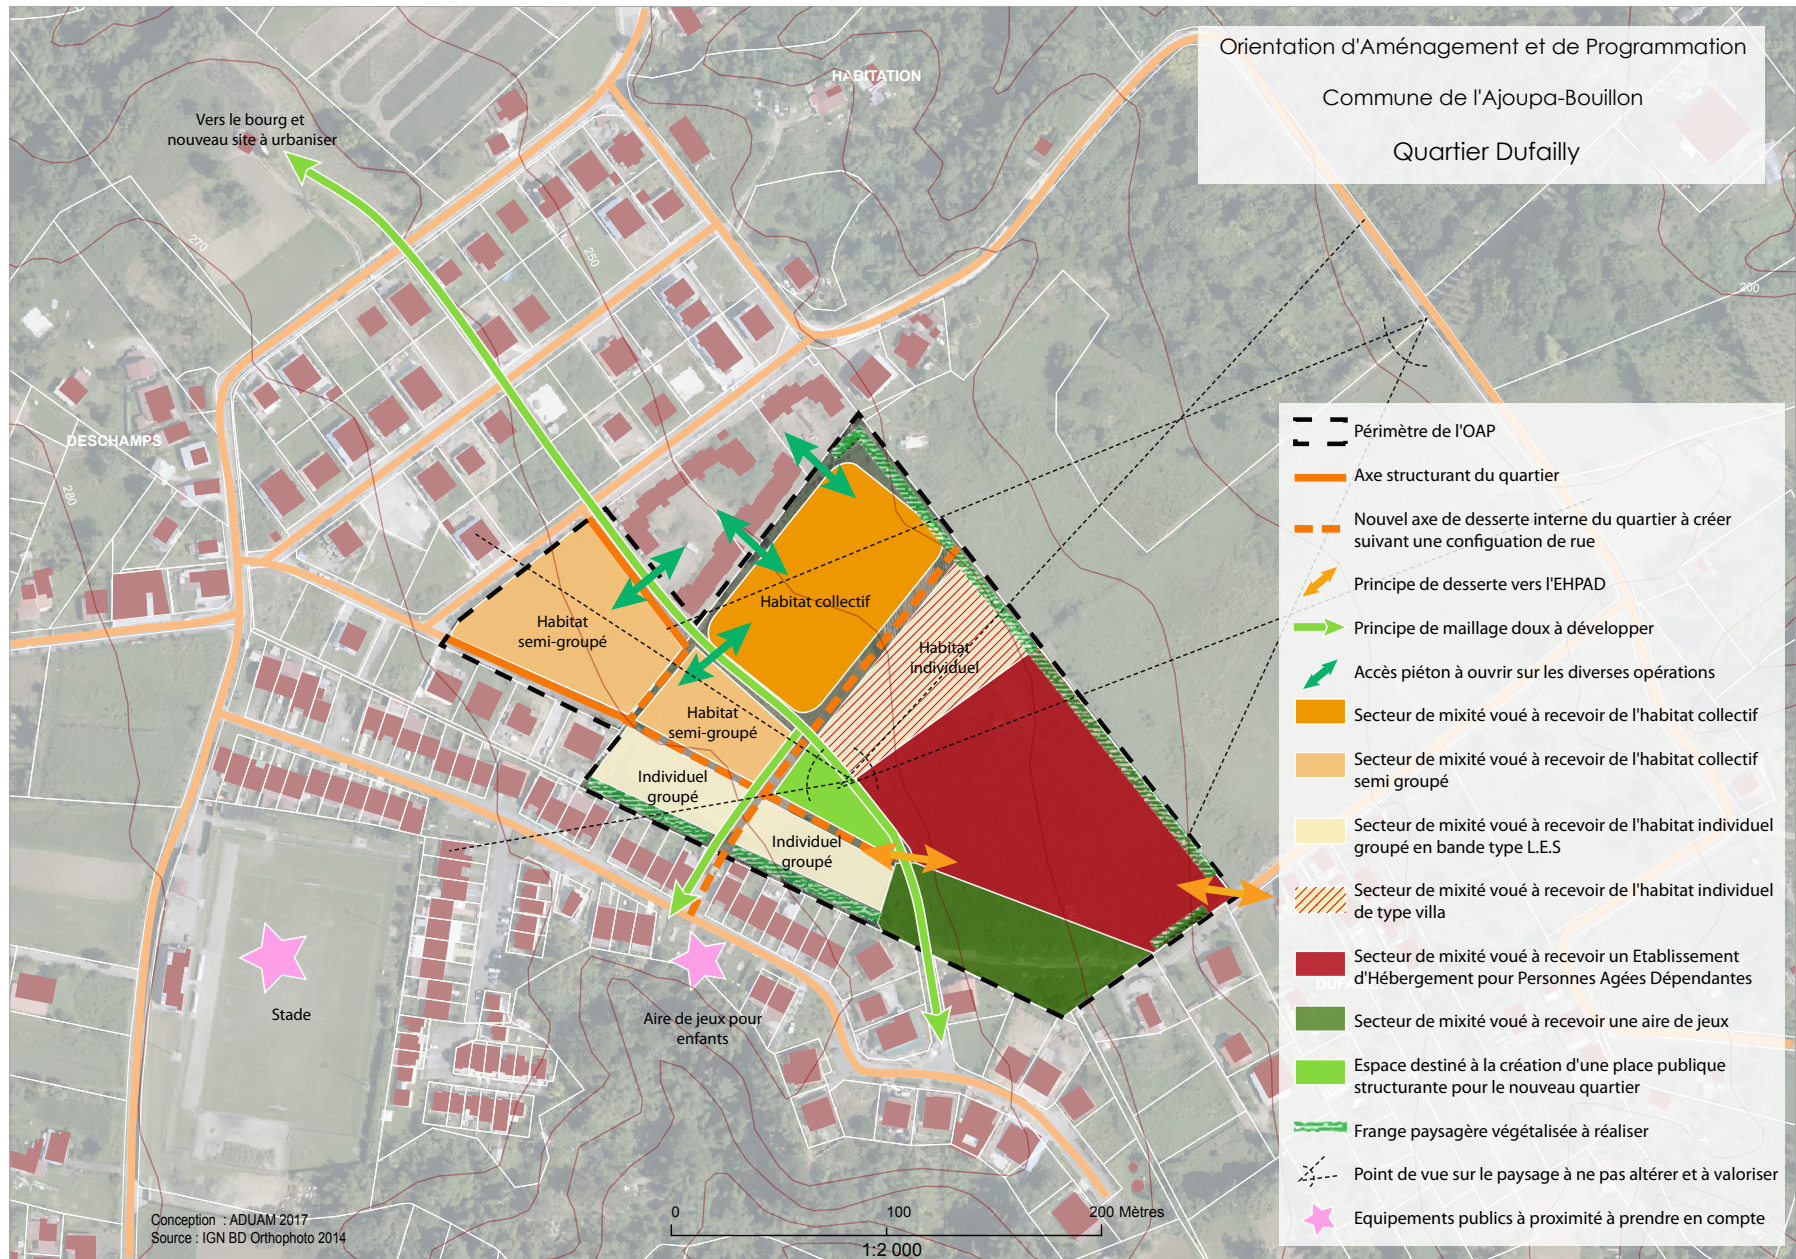 Orientation d'Aménagement et de Programmation
Commune de l'Ajoupa-Bouillon
Quartier Dufailly
HABITATION
Vers le bourg et
nouveau site à urbaniser
270
250
200
DESCHAMPS
280
Habitat
semi-groupé
Habitat collectif
Habitat
individuel
Habitat
semi-groupé
Individuel
groupé
Individuel
groupé
Stade
Aire de jeux pour
enfants
Périmètre de l'OAP
Axe structurant du quartier
Nouvel axe de desserte interne du quartier à créer
suivant une configuation de rue
Principe de desserte vers l'EHPAD
Principe de maillage doux à développer
Accès piéton à ouvrir sur les diverses opérations
Secteur de mixité voué à recevoir de l'habitat collectif
Secteur de mixité voué à recevoir de l'habitat collectif
semi groupé
Secteur de mixité voué à recevoir de l'habitat individuel
groupé en bande type L.E.S
Secteur de mixité voué à recevoir de l'habitat individuel
de type villa
Secteur de mixité voué à recevoir un Etablissement
d'Hébergement pour Personnes Agées Dépendantes
Secteur de mixité voué à recevoir une aire de jeux
Espace destiné à la création d'une place publique
structurante pour le nouveau quartier
Frange paysagère végétalisée à réaliser
Point de vue sur le paysage à ne pas altérer et à valoriser
Equipements publics à proximité à prendre en compte
Conception : ADUAM 2017
Source : IGN BD Orthophoto 2014
0 100 200 Mètres
1:2 000